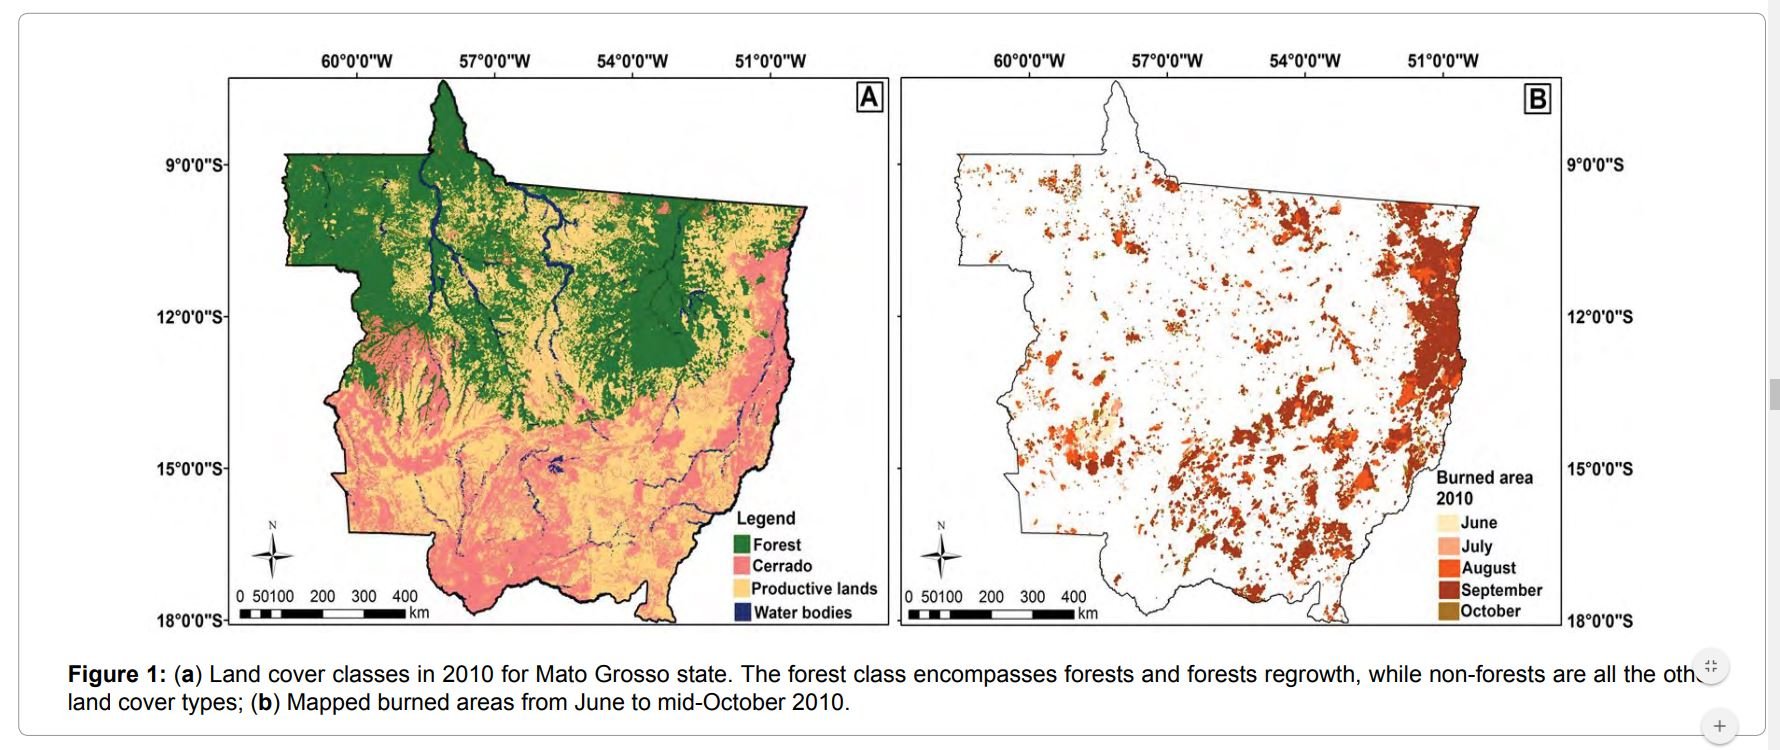 60°0'0"W 57°0'0"W 54°0'0"W 51°0'0"W
A
9°0'0"S
12°0'0"S
15°0'0"S
18°0'0"S
N
0 50100 200 300 400
km
Legend
Forest
Cerrado
Productive lands
Water bodies
60°0'0"W 57°0'0"W 54°0'0"W 51°0'0"W
B
9°0'0"S
12°0'0"S
15°0'0"S
18°0'0"S
N
0 50100 200 300 400
km
Burned area
2010
June
July
August
September
October
Figure 1: (a) Land cover classes in 2010 for Mato Grosso state. The forest class encompasses forests and forests regrowth, while non-forests are all the
land cover types; (b) Mapped burned areas from June to mid-October 2010.